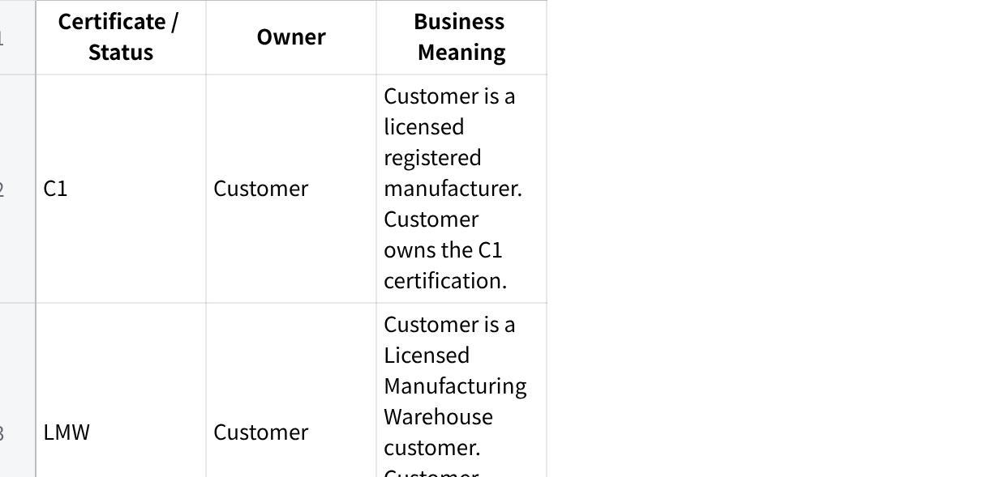 1
Certificate /
Status
Owner
Business
Meaning
2
C1
Customer
Customer is a
licensed
registered
manufacturer.
Customer
owns the C1
certification.
3
LMW
Customer
Customer is a
Licensed
Manufacturing
Warehouse
customer.
Customer